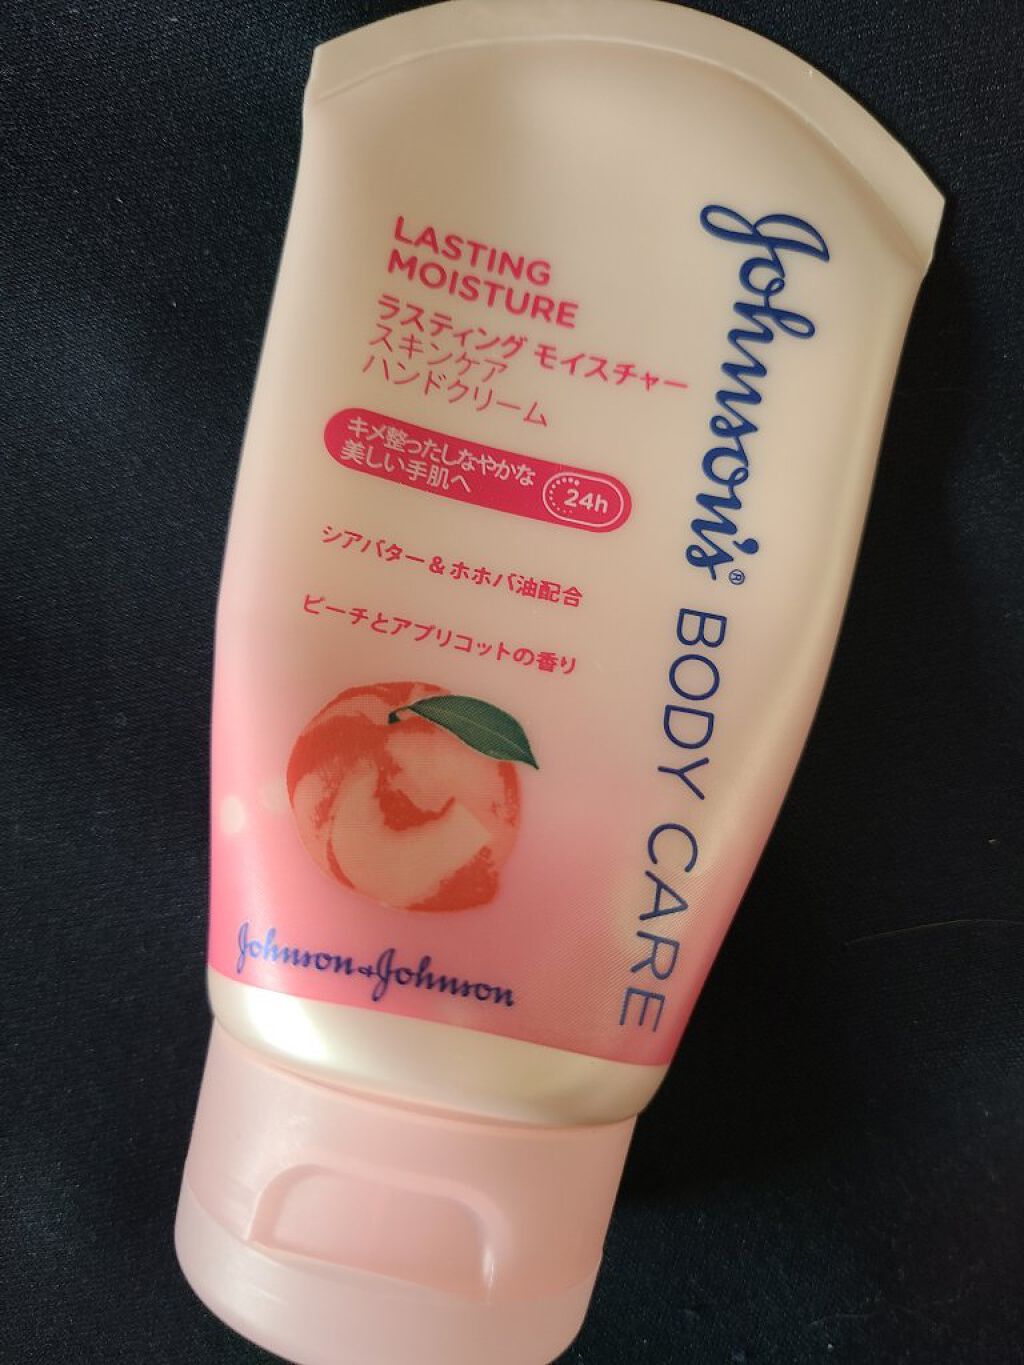 Johnson's® BODY CARE
LASTING
MOISTURE
ラスティング モイスチャー
スキンケア
ハンドクリーム
キメ整ったしなやかな
美しい手肌へ
24h
シアバター＆ホホバ油配合
ピーチとアプリコットの香り
Johnson & Johnson